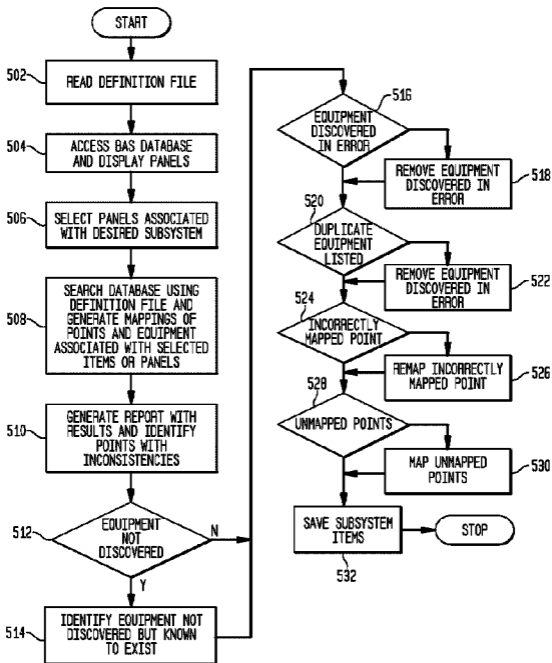 START
502
READ DEFINITION FILE
504
ACCESS BAS DATABASE
AND DISPLAY PANELS
506
SELECT PANELS ASSOCIATED
WITH DESIRED SUBSYSTEM
508
SEARCH DATABASE USING
DEFINITION FILE AND
GENERATE MAPPINGS OF
POINTS AND EQUIPMENT
ASSOCIATED WITH SELECTED
ITEMS OR PANELS
510
GENERATE REPORT WITH
RESULTS AND IDENTIFY
POINTS WITH
INCONSISTENCIES
512
EQUIPMENT
NOT
DISCOVERED
N
Y
514
IDENTIFY EQUIPMENT NOT
DISCOVERED BUT KNOWN
TO EXIST
516
EQUIPMENT
DISCOVERED
IN ERROR
REMOVE EQUIPMENT
DISCOVERED IN
ERROR
518
520
DUPLICATE
EQUIPMENT
LISTED
REMOVE EQUIPMENT
DISCOVERED IN
ERROR
522
524
INCORRECTLY
MAPPED POINT
REMAP INCORRECTLY
MAPPED POINT
526
528
UNMAPPED POINTS
MAP UNMAPPED
POINTS
530
SAVE SUBSYSTEM
ITEMS
532
STOP